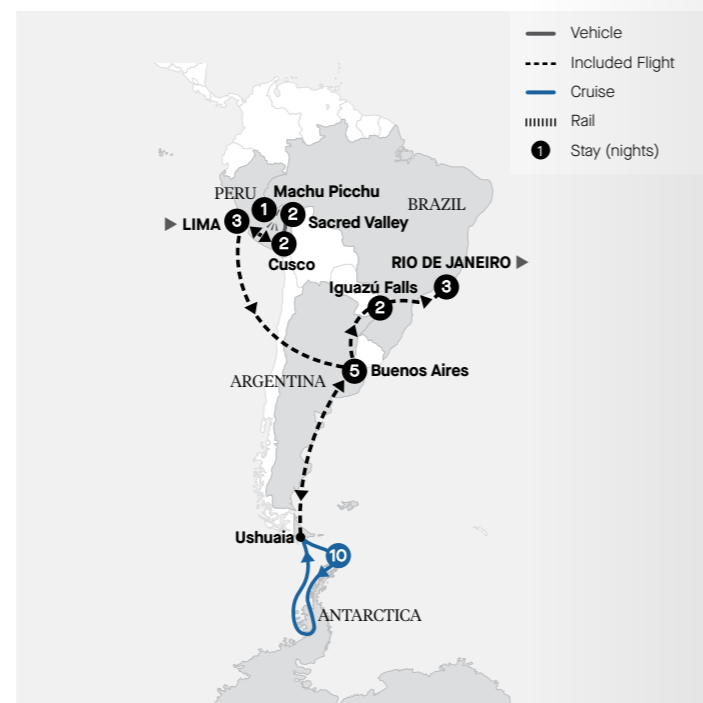 Vehicle
Included Flight
Cruise
Rail
1 Stay (nights)
PERU
Machu Picchu
1
BRAZIL
LIMA 3
2 Sacred Valley
2
Cusco
RIO DE JANEIRO
3
Iguazú Falls
2
ARGENTINA
5 Buenos Aires
Ushuaia
10
ANTARCTICA